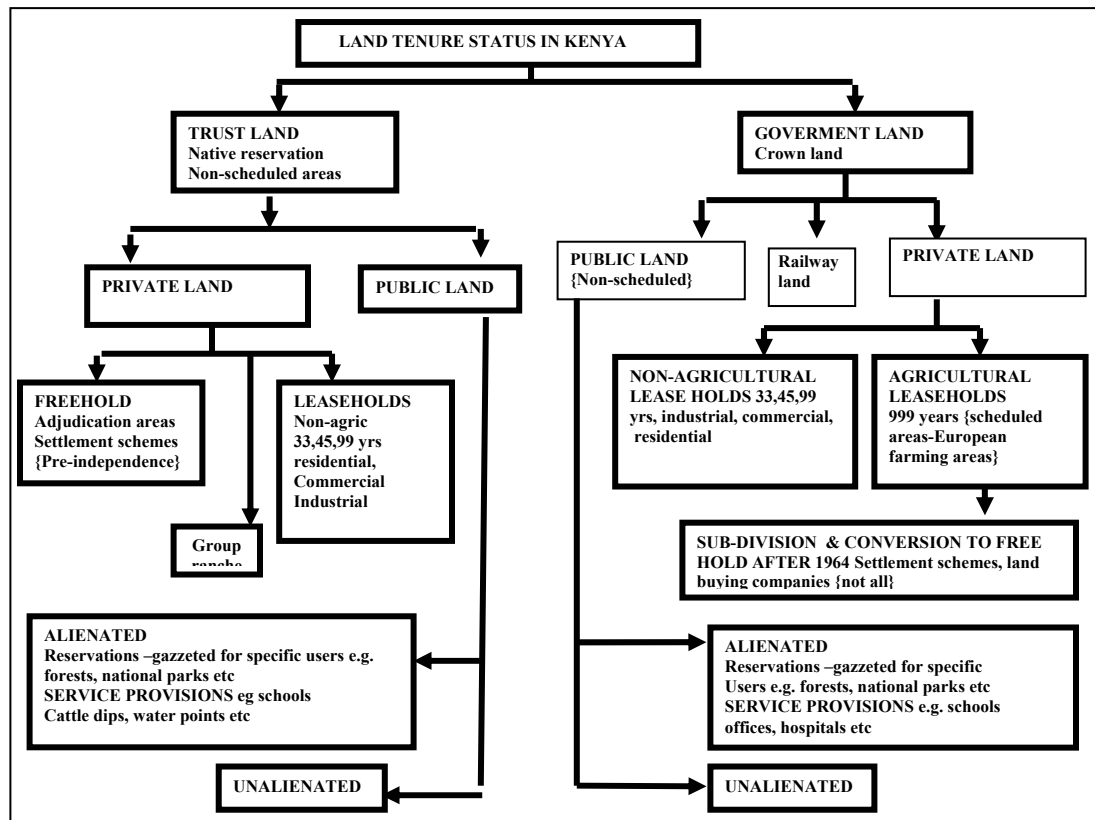 LAND TENURE STATUS IN KENYA
TRUST LAND
Native reservation
Non-scheduled areas
GOVERMENT LAND
Crown land
PRIVATE LAND
PUBLIC LAND
PUBLIC LAND
{Non-scheduled}
Railway
land
PRIVATE LAND
FREEHOLD
Adjudication areas
Settlement schemes
{Pre-independence}
LEASEHOLDS
Non-agric
33,45,99 yrs
residential,
Commercial
Industrial
NON-AGRICULTURAL
LEASE HOLDS 33,45,99
yrs, industrial, commercial,
residential
AGRICULTURAL
LEASEHOLDS
999 years {scheduled
areas-European
farming areas}
Group
SUB-DIVISION & CONVERSION TO FREE
HOLD AFTER 1964 Settlement schemes, land
buying companies {not all}
ALIENATED
Reservations –gazzeted for specific users e.g.
forests, national parks etc
SERVICE PROVISIONS eg schools
Cattle dips, water points etc
ALIENATED
Reservations –gazzeted for specific
Users e.g. forests, national parks etc
SERVICE PROVISIONS e.g. schools
offices, hospitals etc
UNALIENATED
UNALIENATED